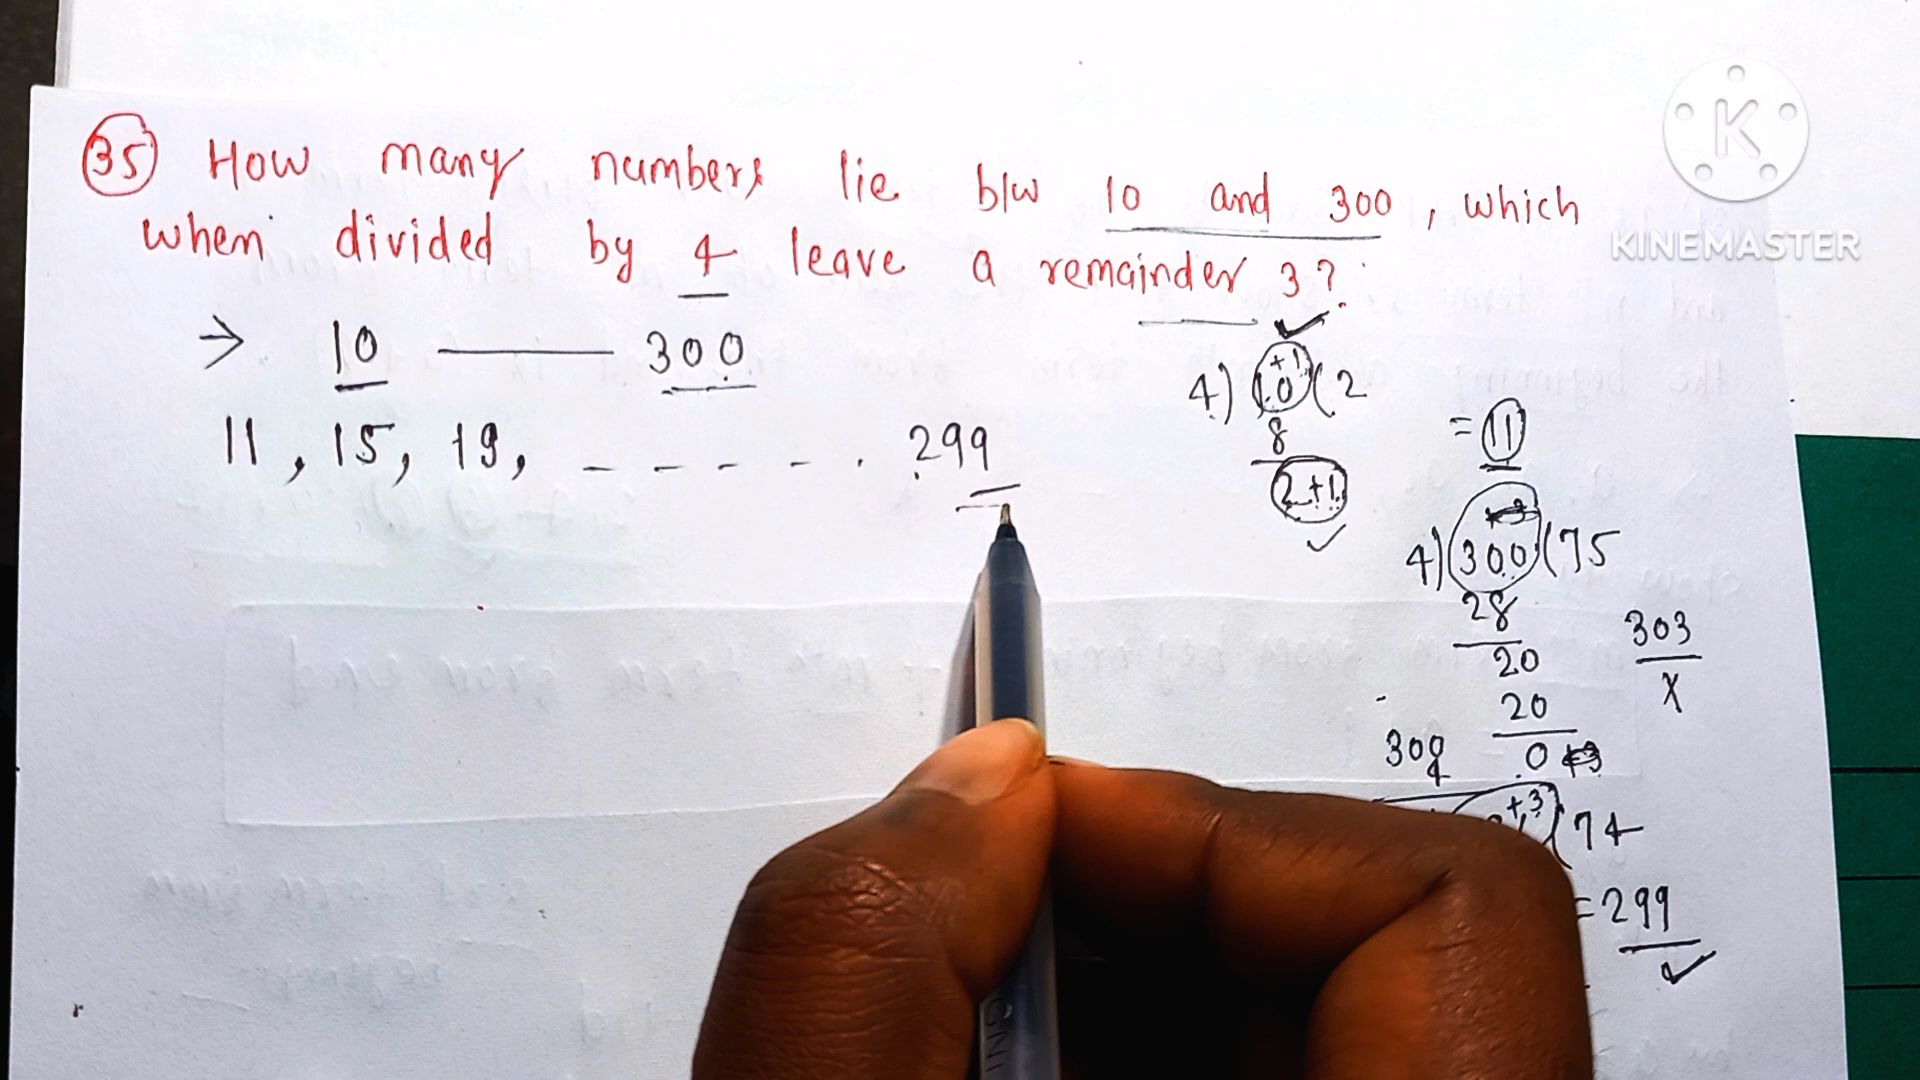 35 How many numbers lie b/w 10 and 300, which
when divided by 4 leave a remainder 3?
→ 10 —— 300
11, 15, 19, _ _ _ _ . 299
+1
4) 10 (2
8
2+1
= 11
4) 300 (75
28
20
20
0
303
x
+3
(74
= 299
K
KINEMASTER